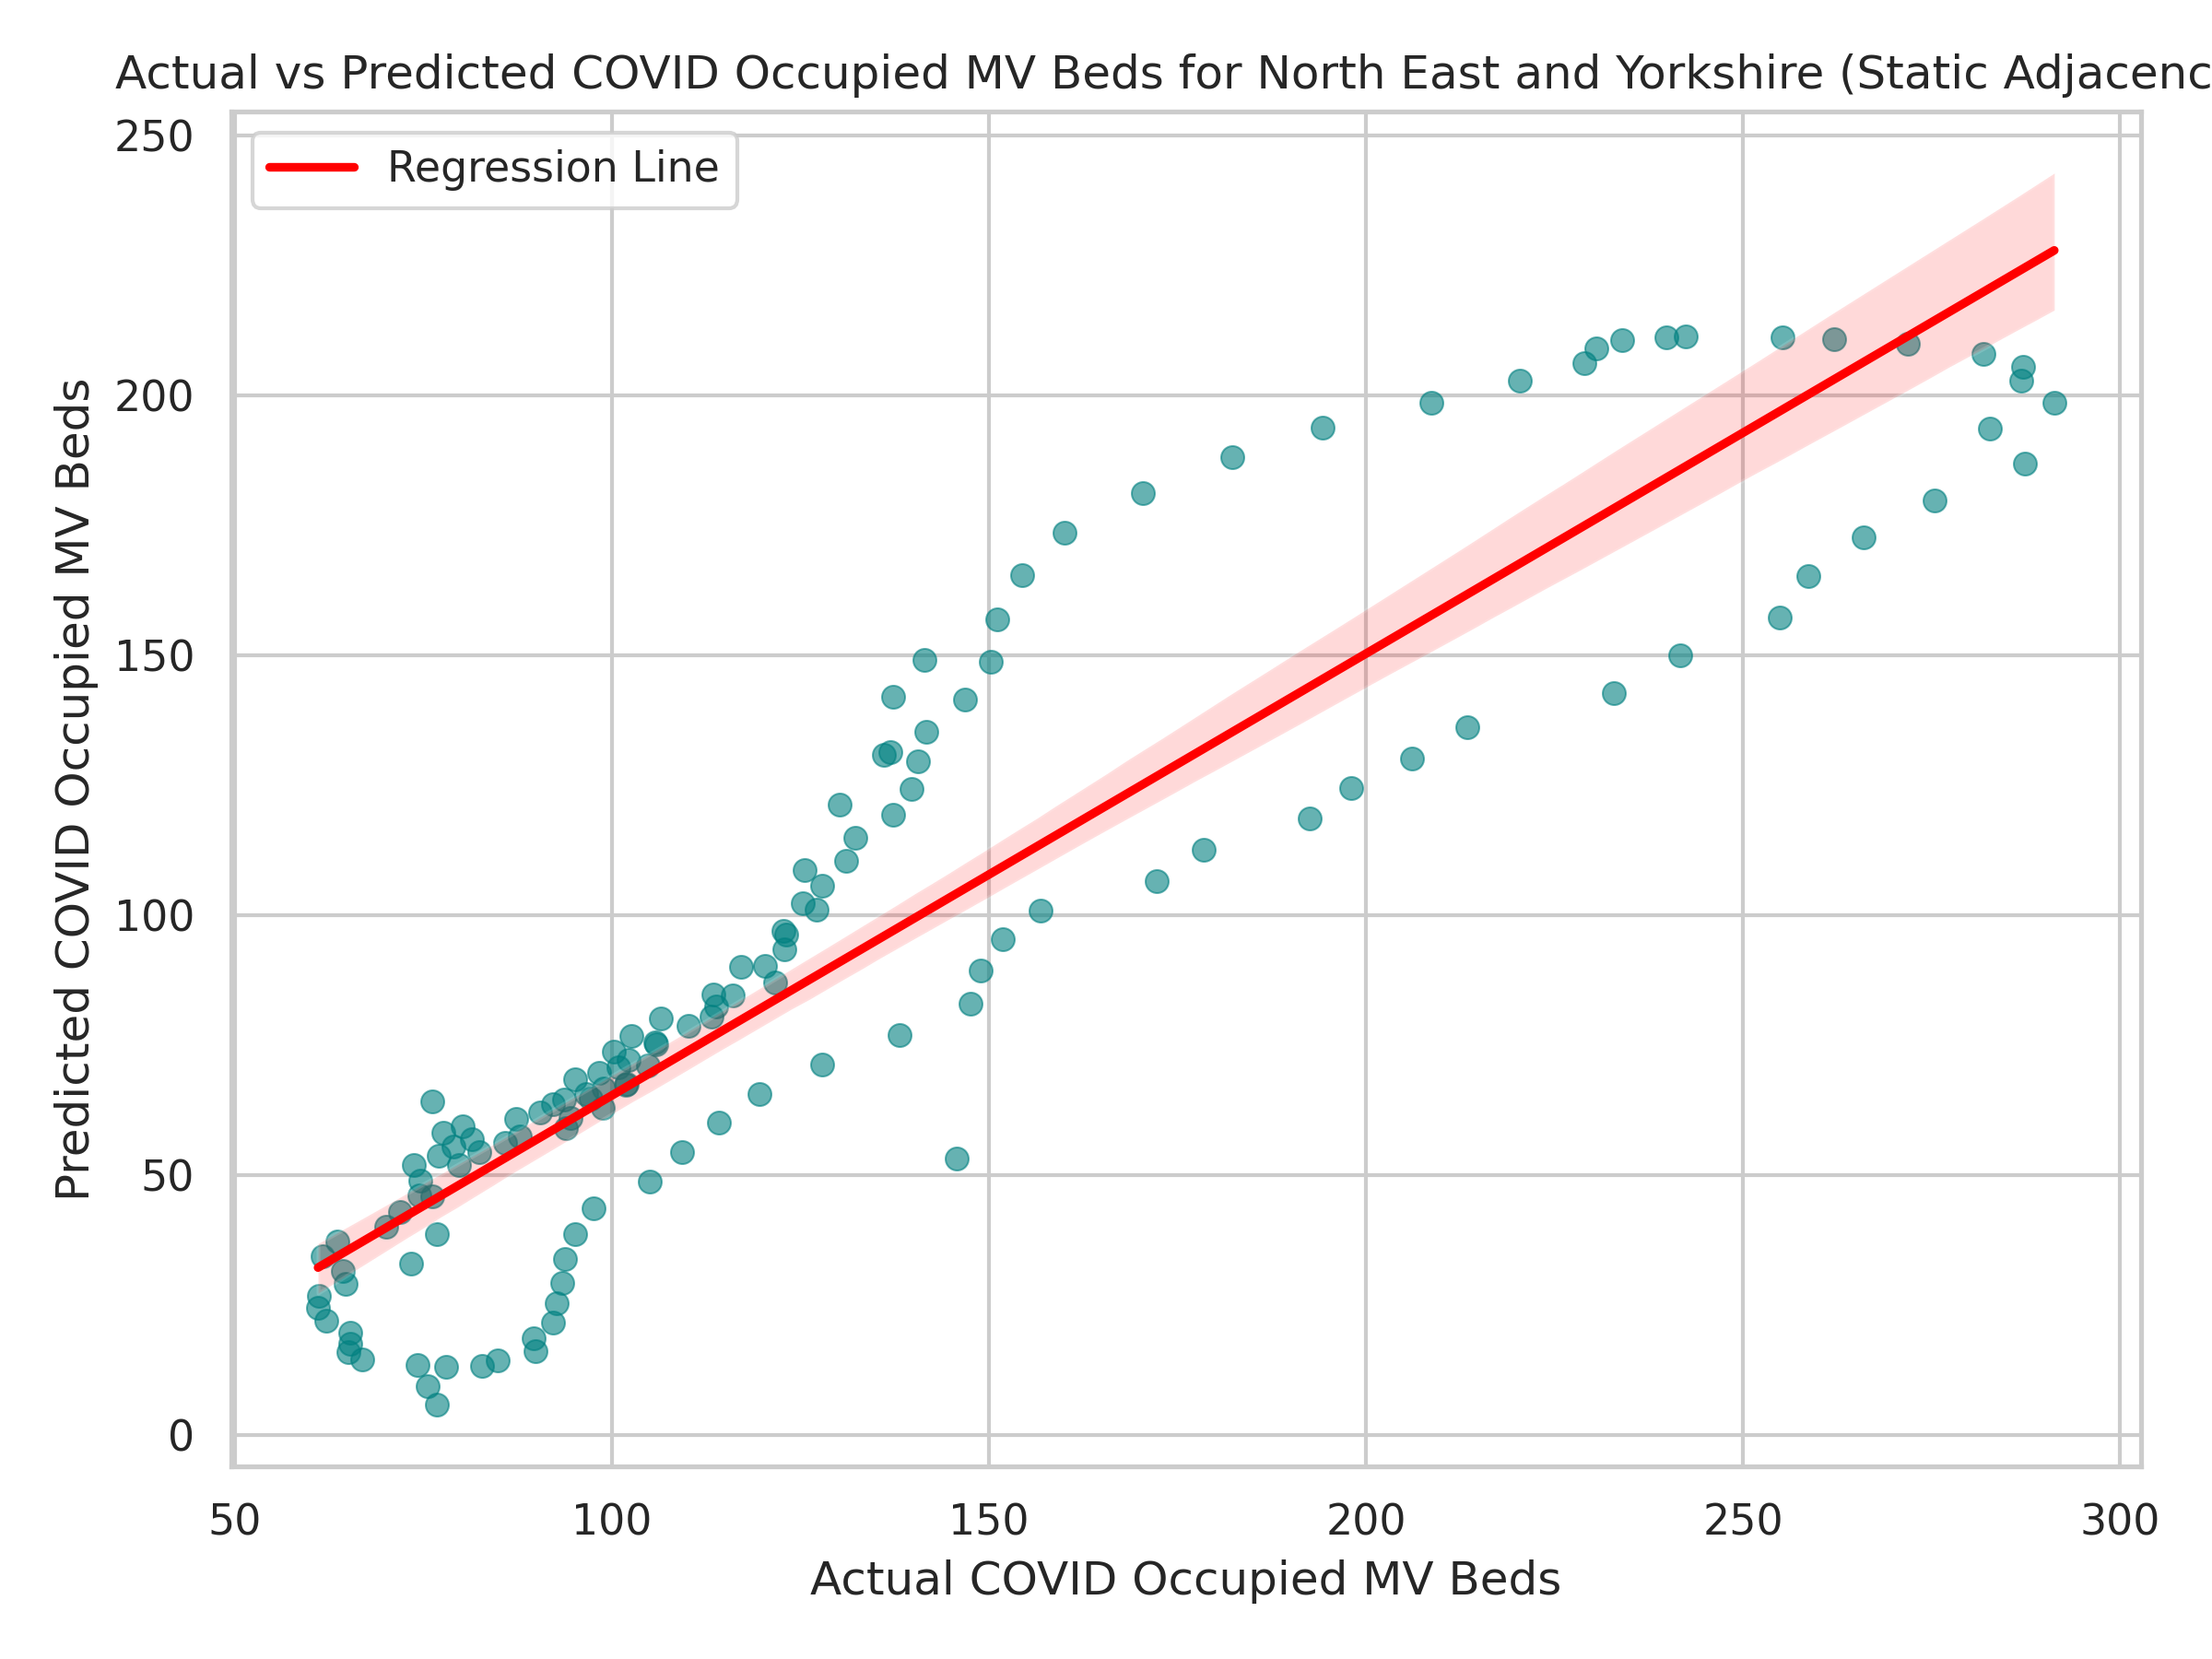 Actual vs Predicted COVID Occupied MV Beds for North East and Yorkshire (Static Adjacenc
Regression Line
250
200
150
100
50
0
Predicted COVID Occupied MV Beds
50 100 150 200 250 300
Actual COVID Occupied MV Beds